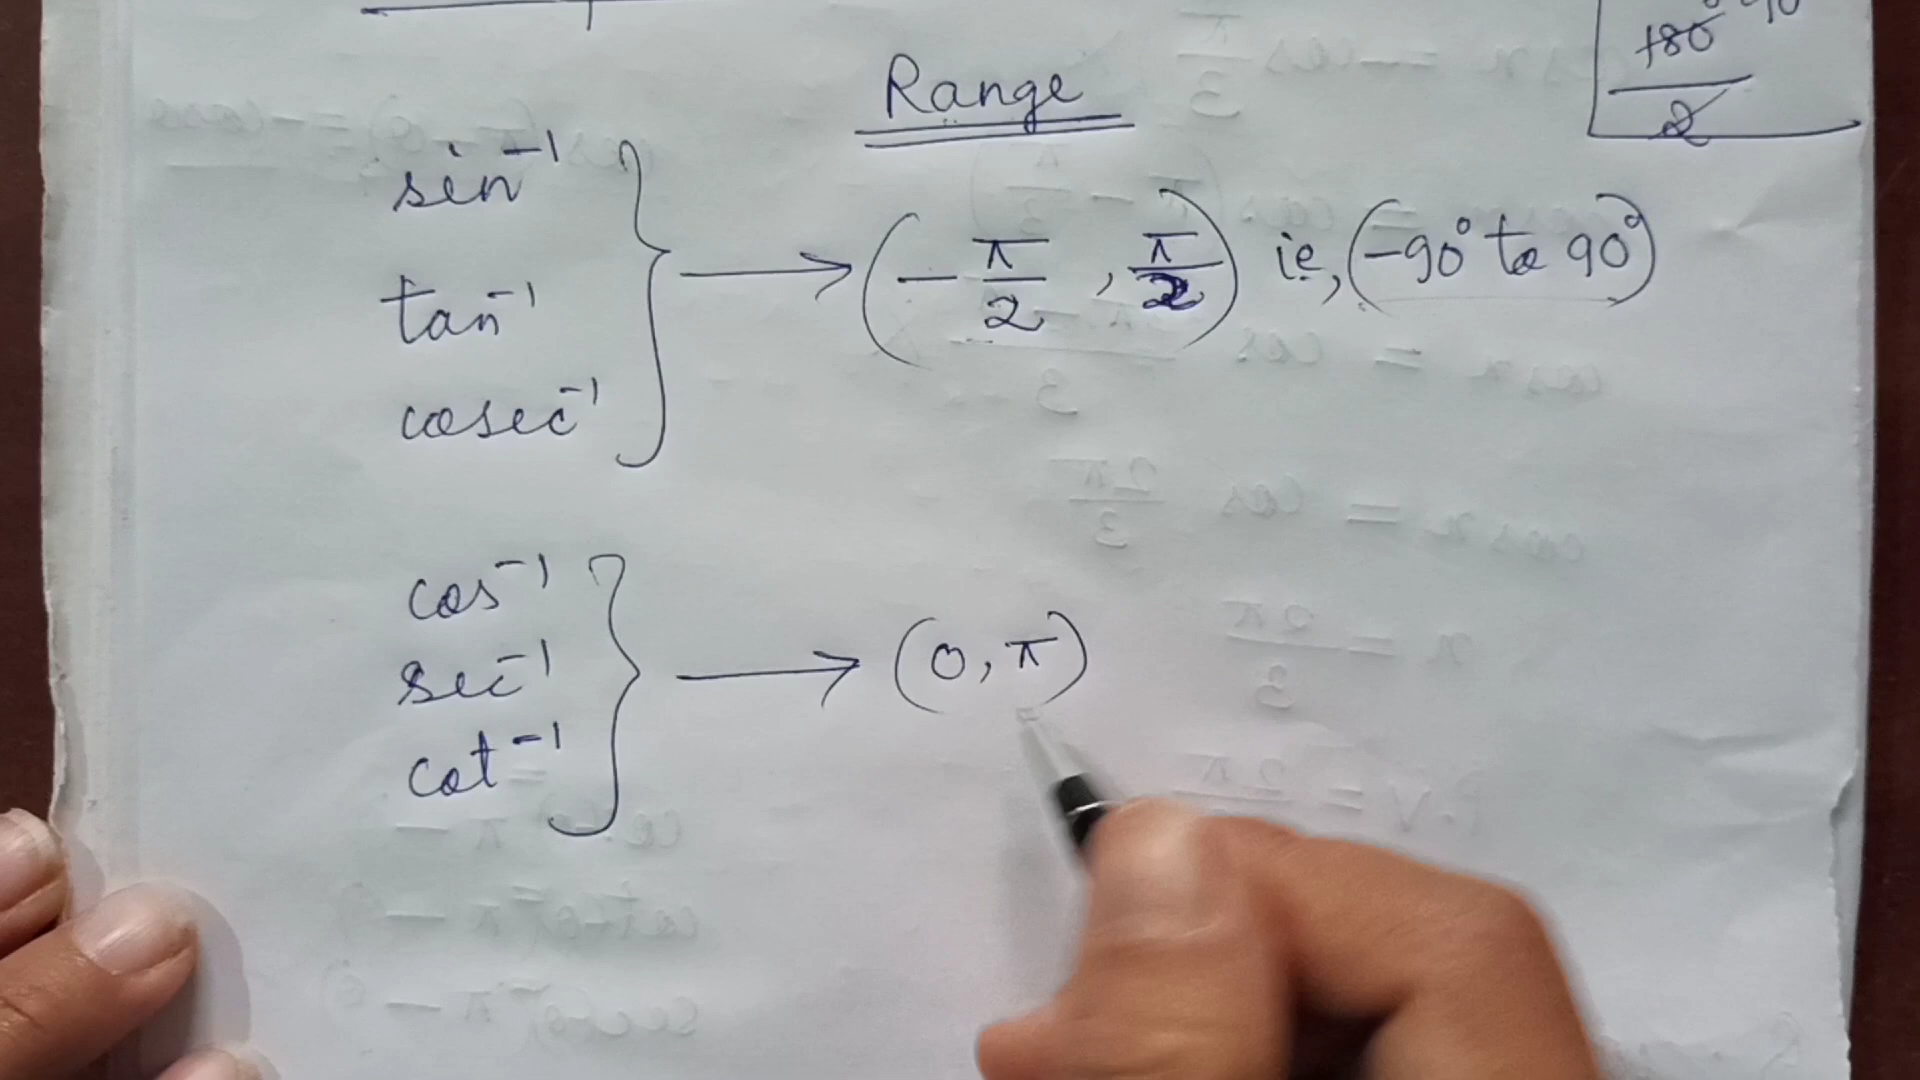 180° 90
2
Range
sin⁻¹
tan⁻¹
cosec⁻¹
(-π/2, π/2) ie, (-90° to 90°)
cos⁻¹
sec⁻¹
cot⁻¹
(0, π)